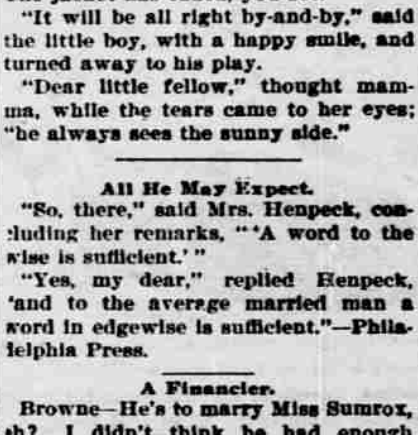 "It will be all right by-and-by," said
the little boy, with a happy smile, and
turned away to his play.
"Dear little fellow," thought mam-
ma, while the tears came to her eyes;
"he always sees the sunny side."
All He May Expect.
"So, there," said Mrs. Henpeck, con-
cluding her remarks, "'A word to the
wise is sufficient.'"
"Yes, my dear," replied Henpeck,
'and to the average married man a
word in edgewise is sufficient."—Phila-
delphia Press.
A Financier.
Browne—He's to marry Miss Sumrox,
eh? I didn't think he had enough